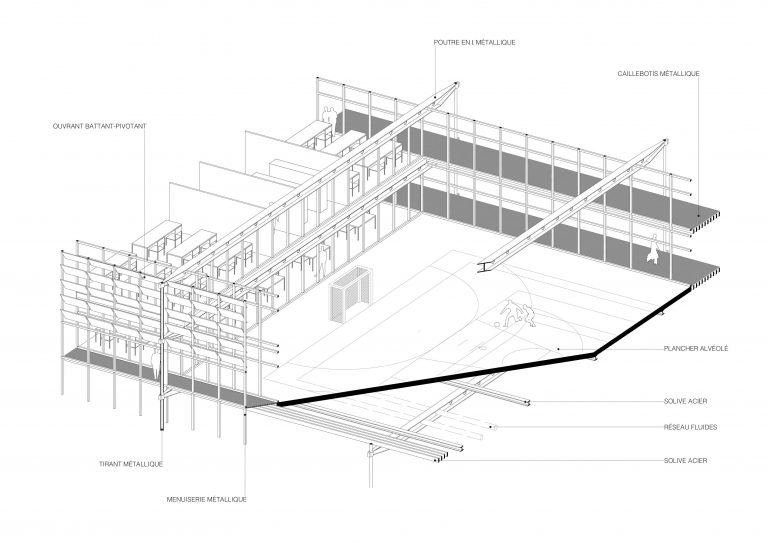 POUTRE EN I MÉTALLIQUE
CAILLEBOTIS MÉTALLIQUE
OUVRANT BATTANT-PIVOTANT
PLANCHER ALVÉOLÉ
SOLIVE ACIER
RÉSEAU FLUIDES
SOLIVE ACIER
TIRANT MÉTALLIQUE
MENUISERIE MÉTALLIQUE